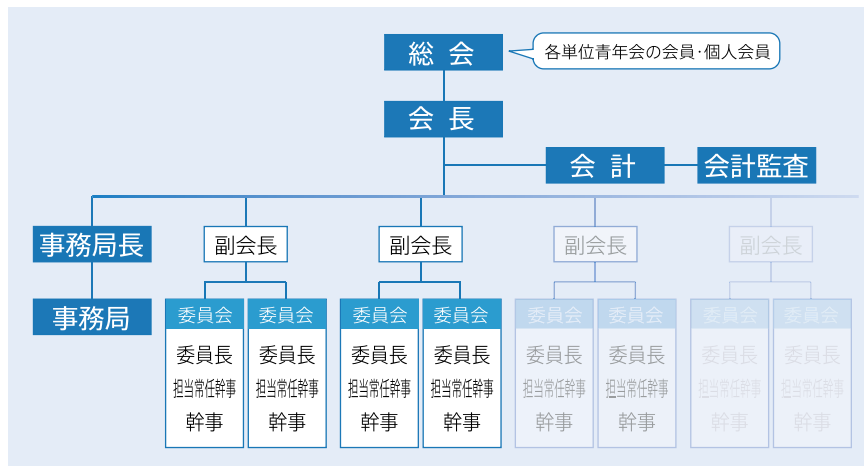 総会
各単位青年会の会員・個人会員
会長
会計
会計監査
事務局長
副会長
副会長
副会長
副会長
事務局
委員会
委員長
担当常任幹事
幹事
委員会
委員長
担当常任幹事
幹事
委員会
委員長
担当常任幹事
幹事
委員会
委員長
担当常任幹事
幹事
委員会
委員長
担当常任幹事
幹事
委員会
委員長
担当常任幹事
幹事
委員会
委員長
担当常任幹事
幹事
委員会
委員長
担当常任幹事
幹事